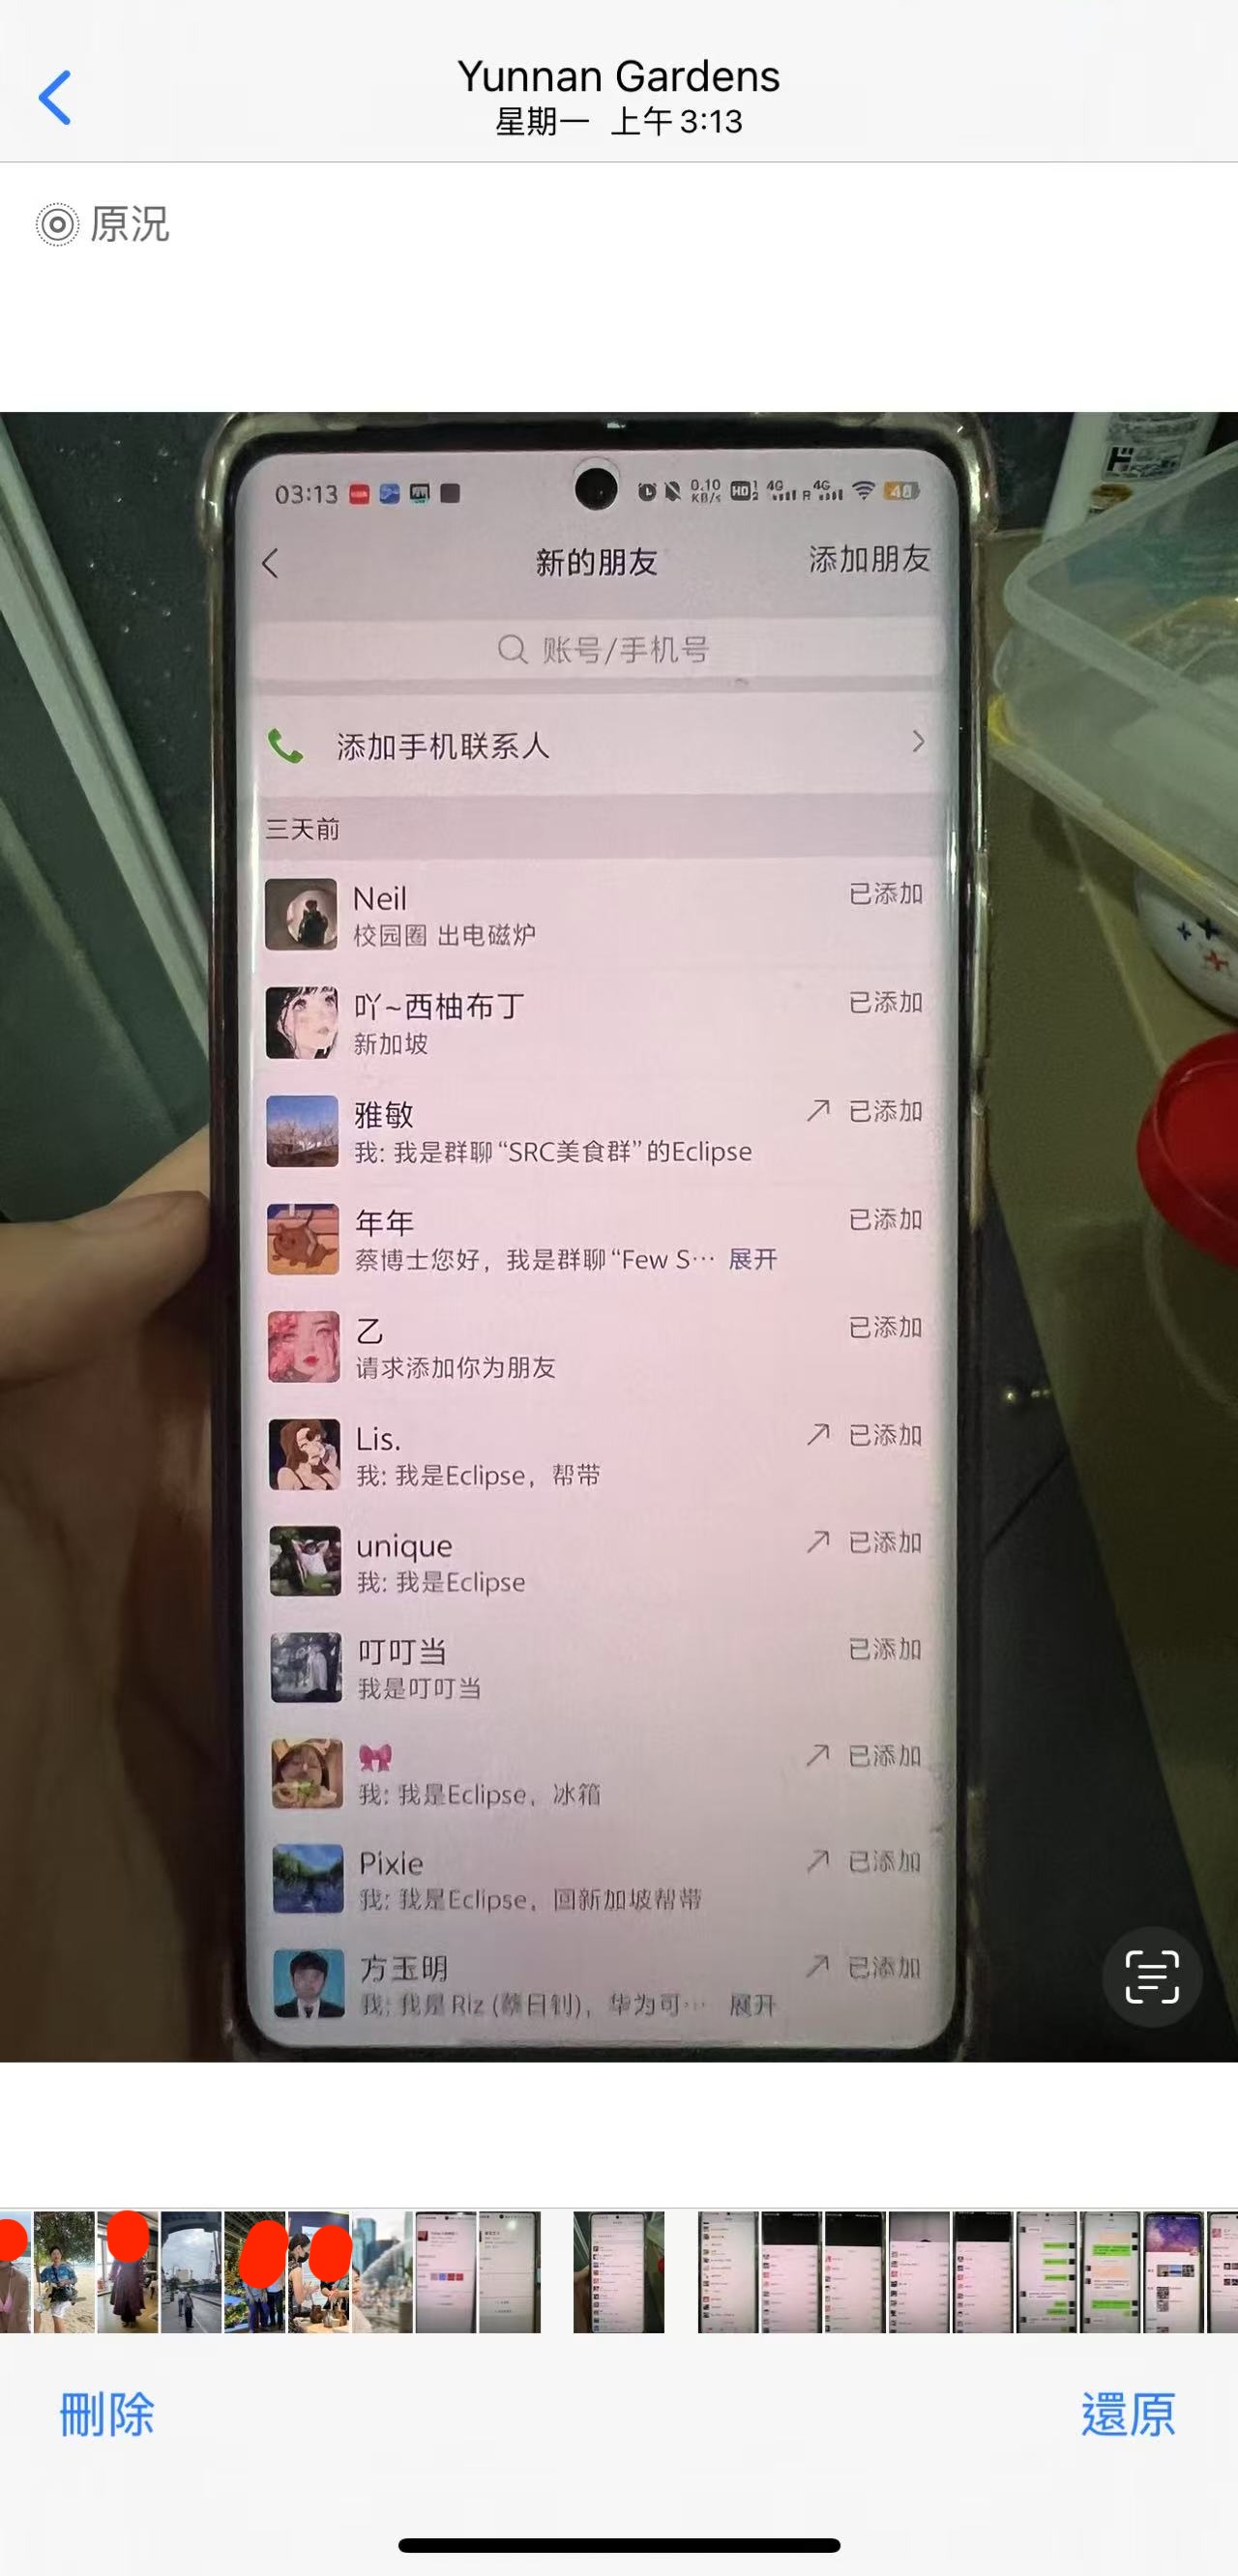 Yunnan Gardens
星期一 上午3:13
原況
03:13
0.10 KB/s HD 4G R 4G 48
新的朋友 添加朋友
账号/手机号
添加手机联系人
三天前
Neil 已添加
校园圈 出电磁炉
吖~西柚布丁 已添加
新加坡
雅敏 已添加
我: 我是群聊“SRC美食群”的Eclipse
年年 已添加
蔡博士您好，我是群聊“Few S… 展开
乙 已添加
请求添加你为朋友
Lis. 已添加
我: 我是Eclipse，帮带
unique 已添加
我: 我是Eclipse
叮叮当 已添加
我是叮叮当
已添加
我: 我是Eclipse，冰箱
Pixie 已添加
我: 我是Eclipse，回新加坡帮带
方玉明 已添加
我: 我是 Riz (日钊)，华为可… 展开
刪除 還原